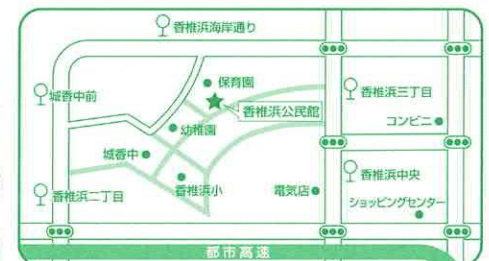 香椎浜海岸通り
保育園
城香中前
香椎浜三丁目
香椎浜公民館
コンビニ
幼稚園
城香中
香椎浜中央
香椎浜二丁目
香椎浜小
電気店
ショッピングセンター
都市高速